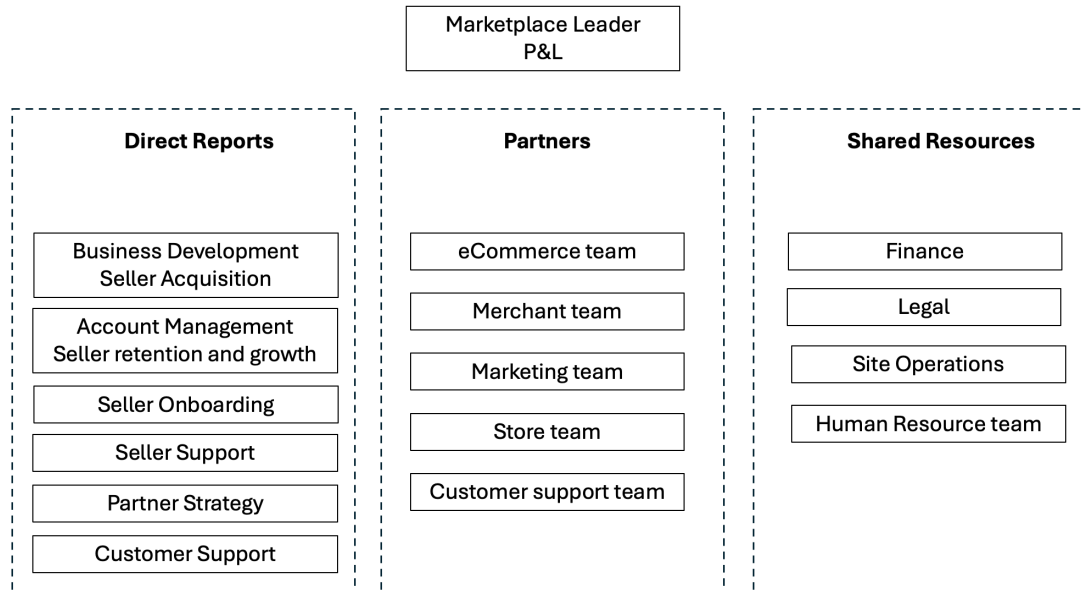 Marketplace Leader
P&L
Direct Reports
Business Development
Seller Acquisition
Account Management
Seller retention and growth
Seller Onboarding
Seller Support
Partner Strategy
Customer Support
Partners
eCommerce team
Merchant team
Marketing team
Store team
Customer support team
Shared Resources
Finance
Legal
Site Operations
Human Resource team